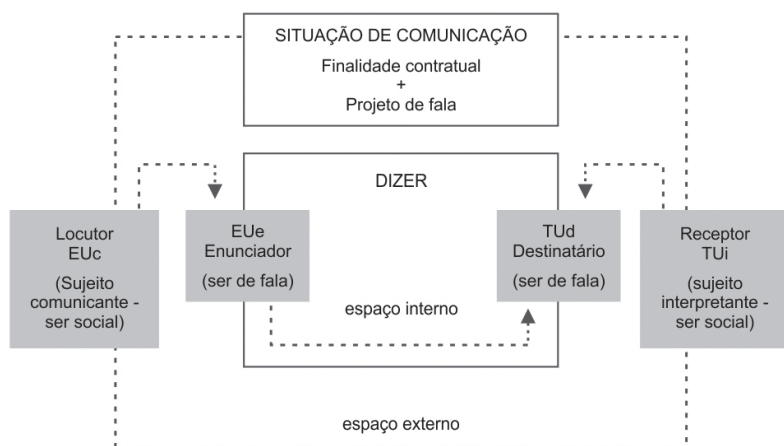 SITUAÇÃO DE COMUNICAÇÃO
Finalidade contratual
+
Projeto de fala
DIZER
Locutor
EUc
(Sujeito
comunicante -
ser social)
EUe
Enunciador
(ser de fala)
TUd
Destinatário
(ser de fala)
Receptor
TUi
(sujeito
interpretante -
ser social)
espaço interno
espaço externo